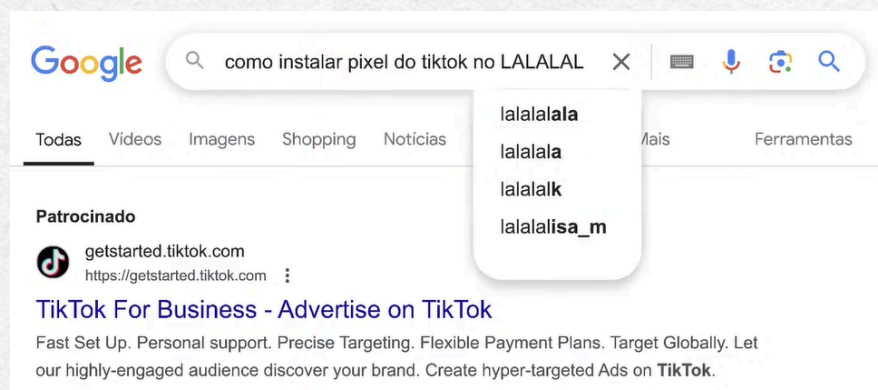 Google
como instalar pixel do tiktok no LALALAL
lalalalala
lalalala
lalalalk
lalalalisa_m
Todas Vídeos Imagens Shopping Notícias Mais Ferramentas
Patrocinado
getstarted.tiktok.com
https://getstarted.tiktok.com
TikTok For Business - Advertise on TikTok
Fast Set Up. Personal support. Precise Targeting. Flexible Payment Plans. Target Globally. Let
our highly-engaged audience discover your brand. Create hyper-targeted Ads on TikTok.